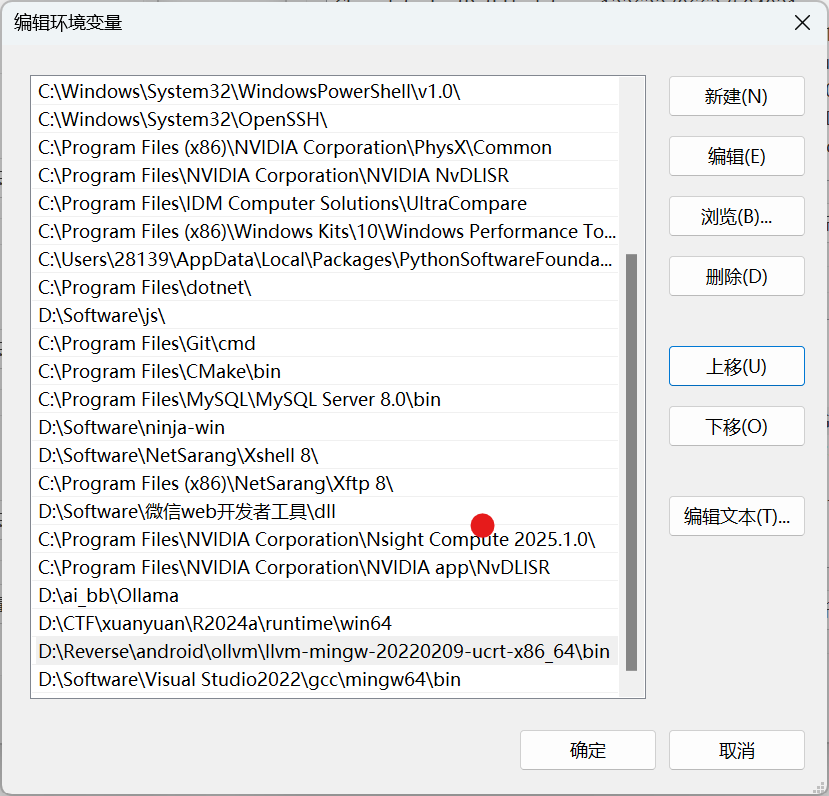 编辑环境变量
C:\Windows\System32\WindowsPowerShell\v1.0\
C:\Windows\System32\OpenSSH\
C:\Program Files (x86)\NVIDIA Corporation\PhysX\Common
C:\Program Files\NVIDIA Corporation\NVIDIA NvDLISR
C:\Program Files\IDM Computer Solutions\UltraCompare
C:\Program Files (x86)\Windows Kits\10\Windows Performance To...
C:\Users\28139\AppData\Local\Packages\PythonSoftwareFounda...
C:\Program Files\dotnet\
D:\Software\js\
C:\Program Files\Git\cmd
C:\Program Files\CMake\bin
C:\Program Files\MySQL\MySQL Server 8.0\bin
D:\Software\ninja-win
D:\Software\NetSarang\Xshell 8\
C:\Program Files (x86)\NetSarang\Xftp 8\
D:\Software\微信web开发者工具\dll
C:\Program Files\NVIDIA Corporation\Nsight Compute 2025.1.0\
C:\Program Files\NVIDIA Corporation\NVIDIA app\NvDLISR
D:\ai_bb\Ollama
D:\CTF\xuanyuan\R2024a\runtime\win64
D:\Reverse\android\ollvm\llvm-mingw-20220209-ucrt-x86_64\bin
D:\Software\Visual Studio2022\gcc\mingw64\bin
新建(N)
编辑(E)
浏览(B)...
删除(D)
上移(U)
下移(O)
编辑文本(T)...
确定
取消